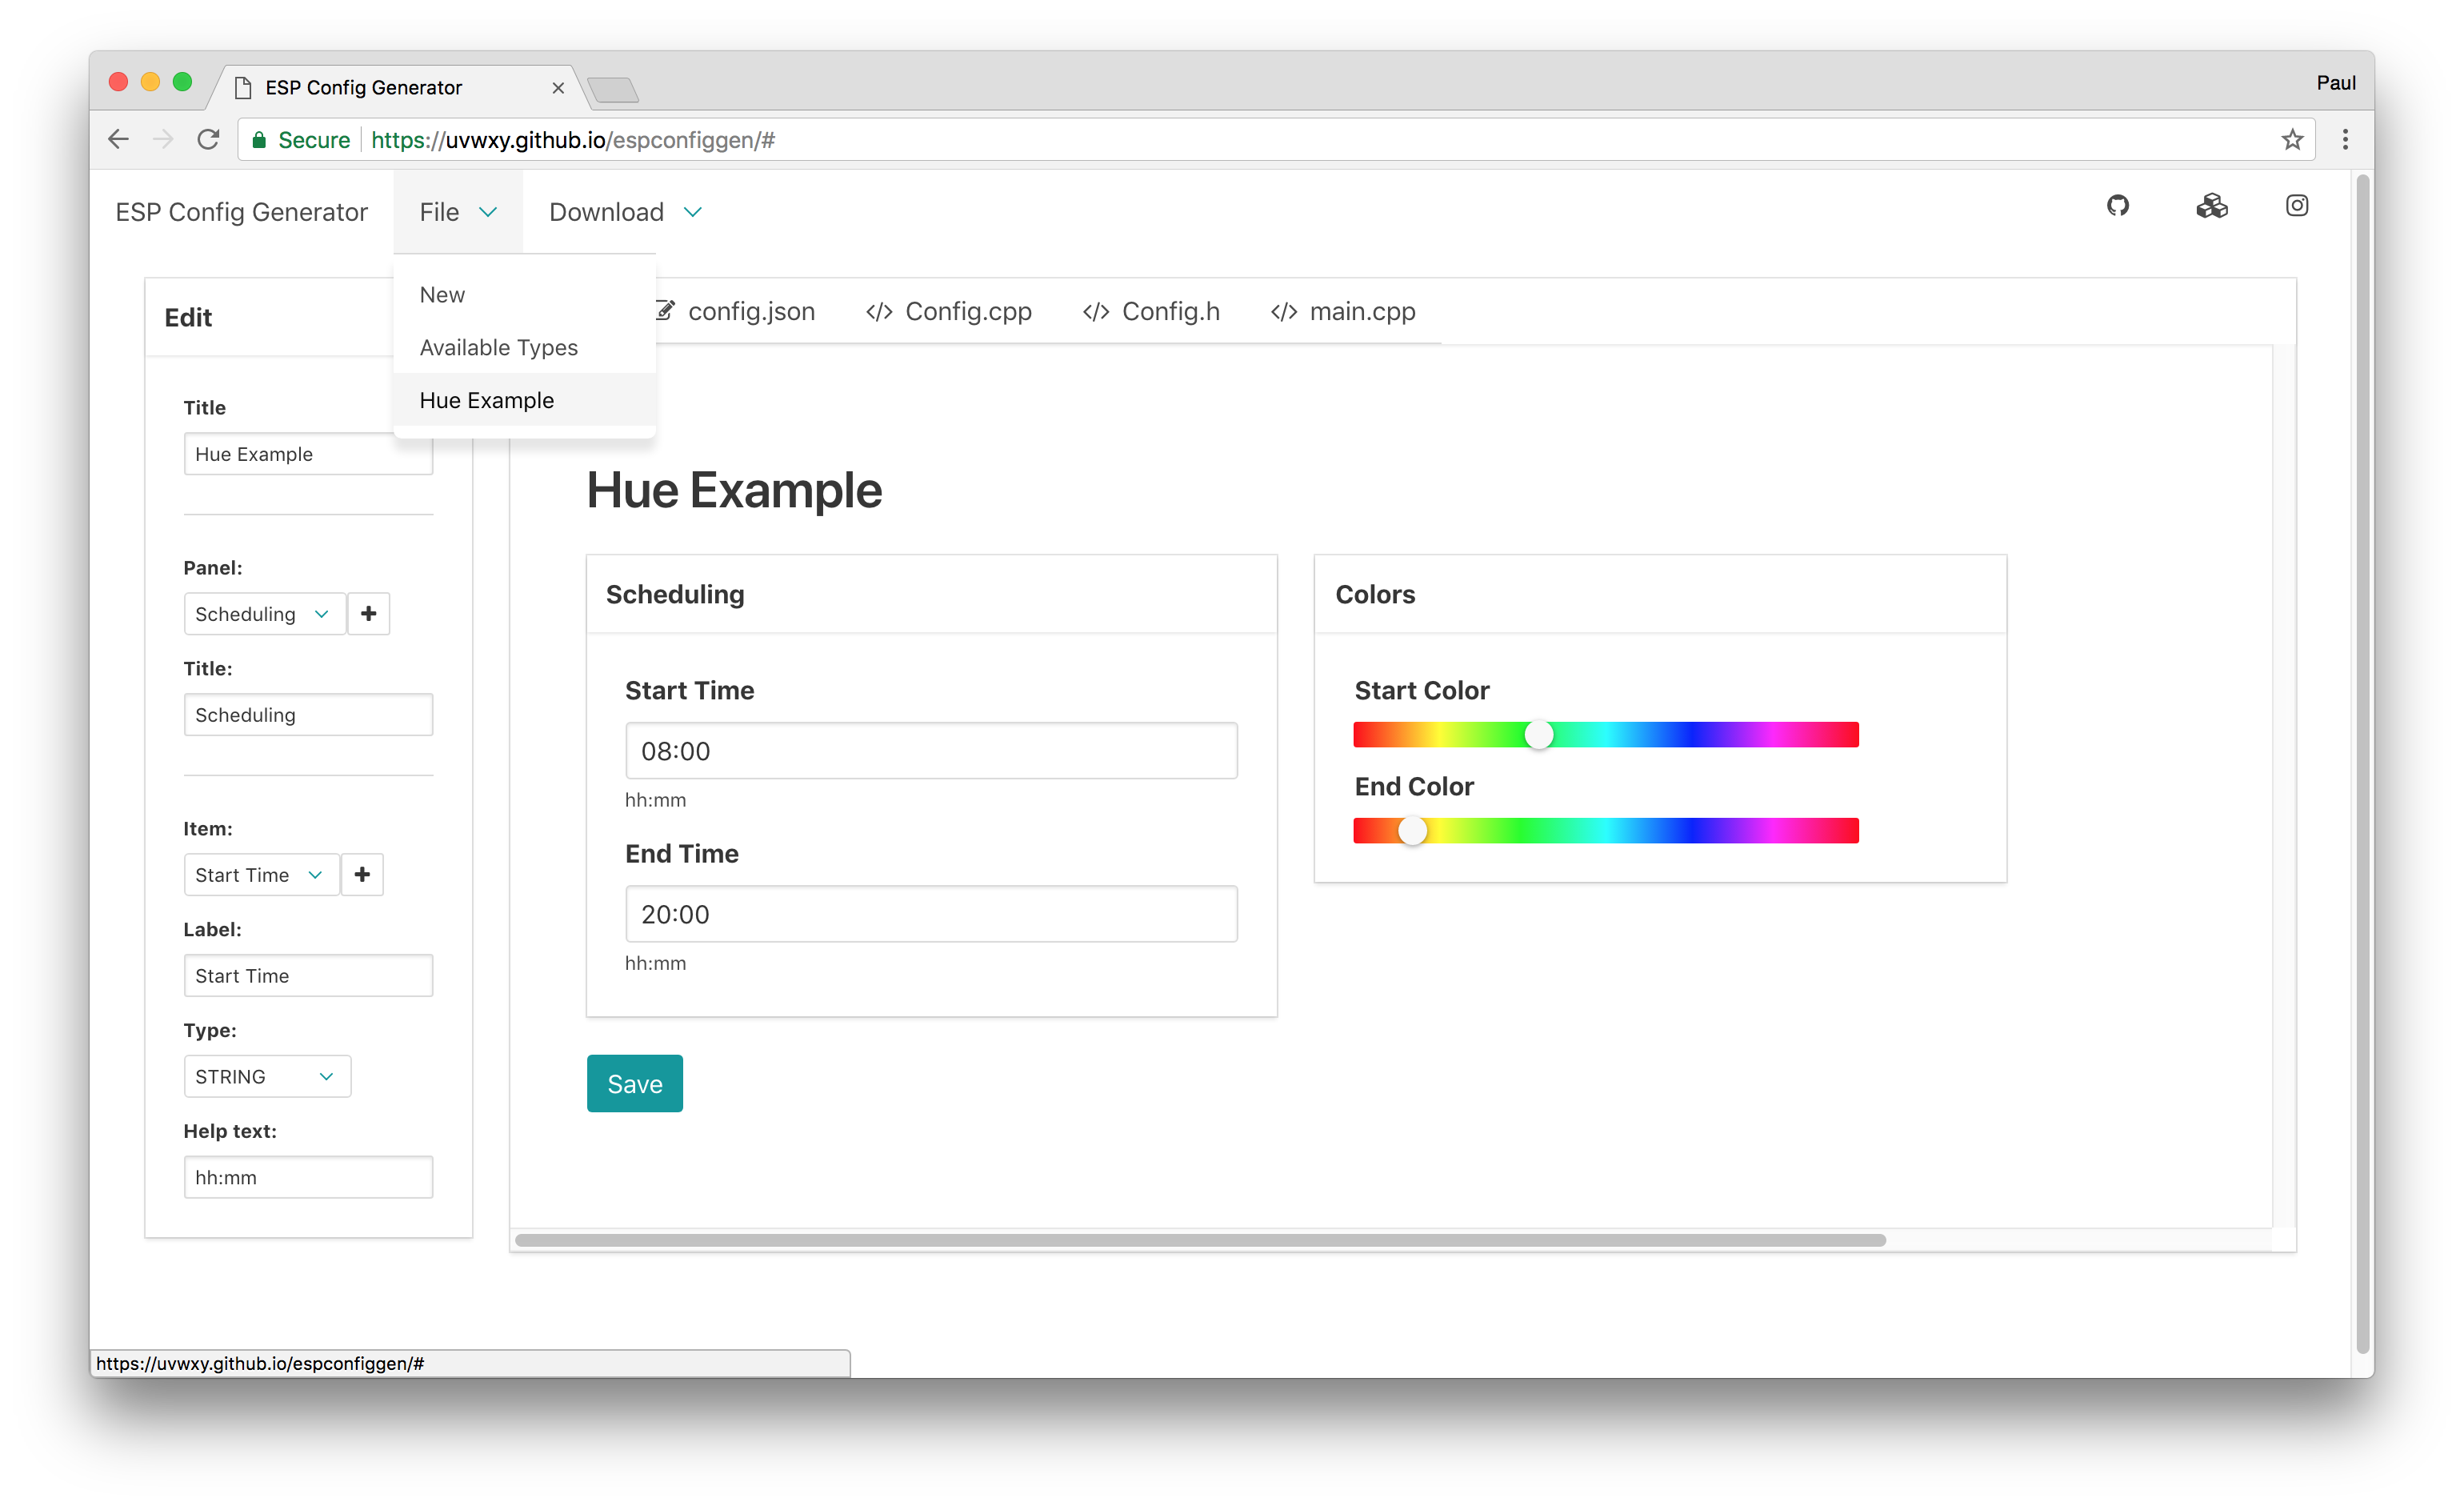 ESP Config Generator
Paul
Secure https://uvwxy.github.io/espconfiggen/#
ESP Config Generator File Download
New
Available Types
Hue Example
Edit
config.json Config.cpp Config.h main.cpp
Title
Hue Example
Panel:
Scheduling
Title:
Scheduling
Item:
Start Time
Label:
Start Time
Type:
STRING
Help text:
hh:mm
Hue Example
Scheduling
Start Time
08:00
hh:mm
End Time
20:00
hh:mm
Colors
Start Color
End Color
Save
https://uvwxy.github.io/espconfiggen/#